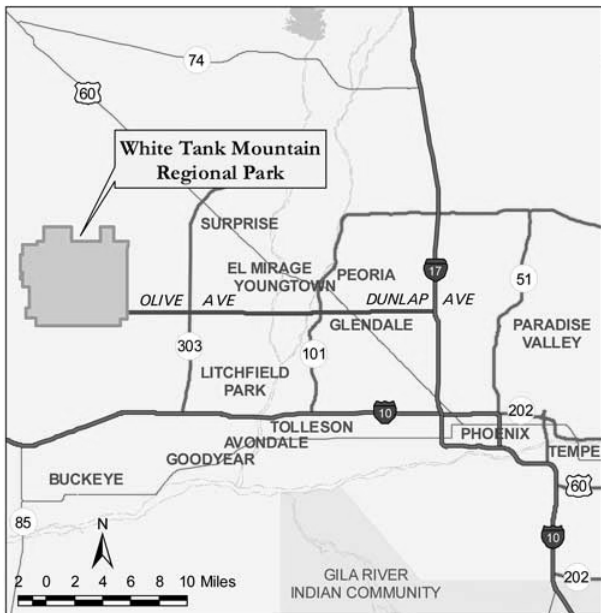 74
60
White Tank Mountain
Regional Park
SURPRISE
EL MIRAGE
YOUNGTOWN
PEORIA
17
51
OLIVE AVE
DUNLAP AVE
GLENDALE
PARADISE
VALLEY
303
101
LITCHFIELD
PARK
10
202
TOLLESON
PHOENIX
AVONDALE
TEMPE
GOODYEAR
BUCKEYE
60
85
N
10
2 0 2 4 6 8 10 Miles
GILA RIVER
INDIAN COMMUNITY
202